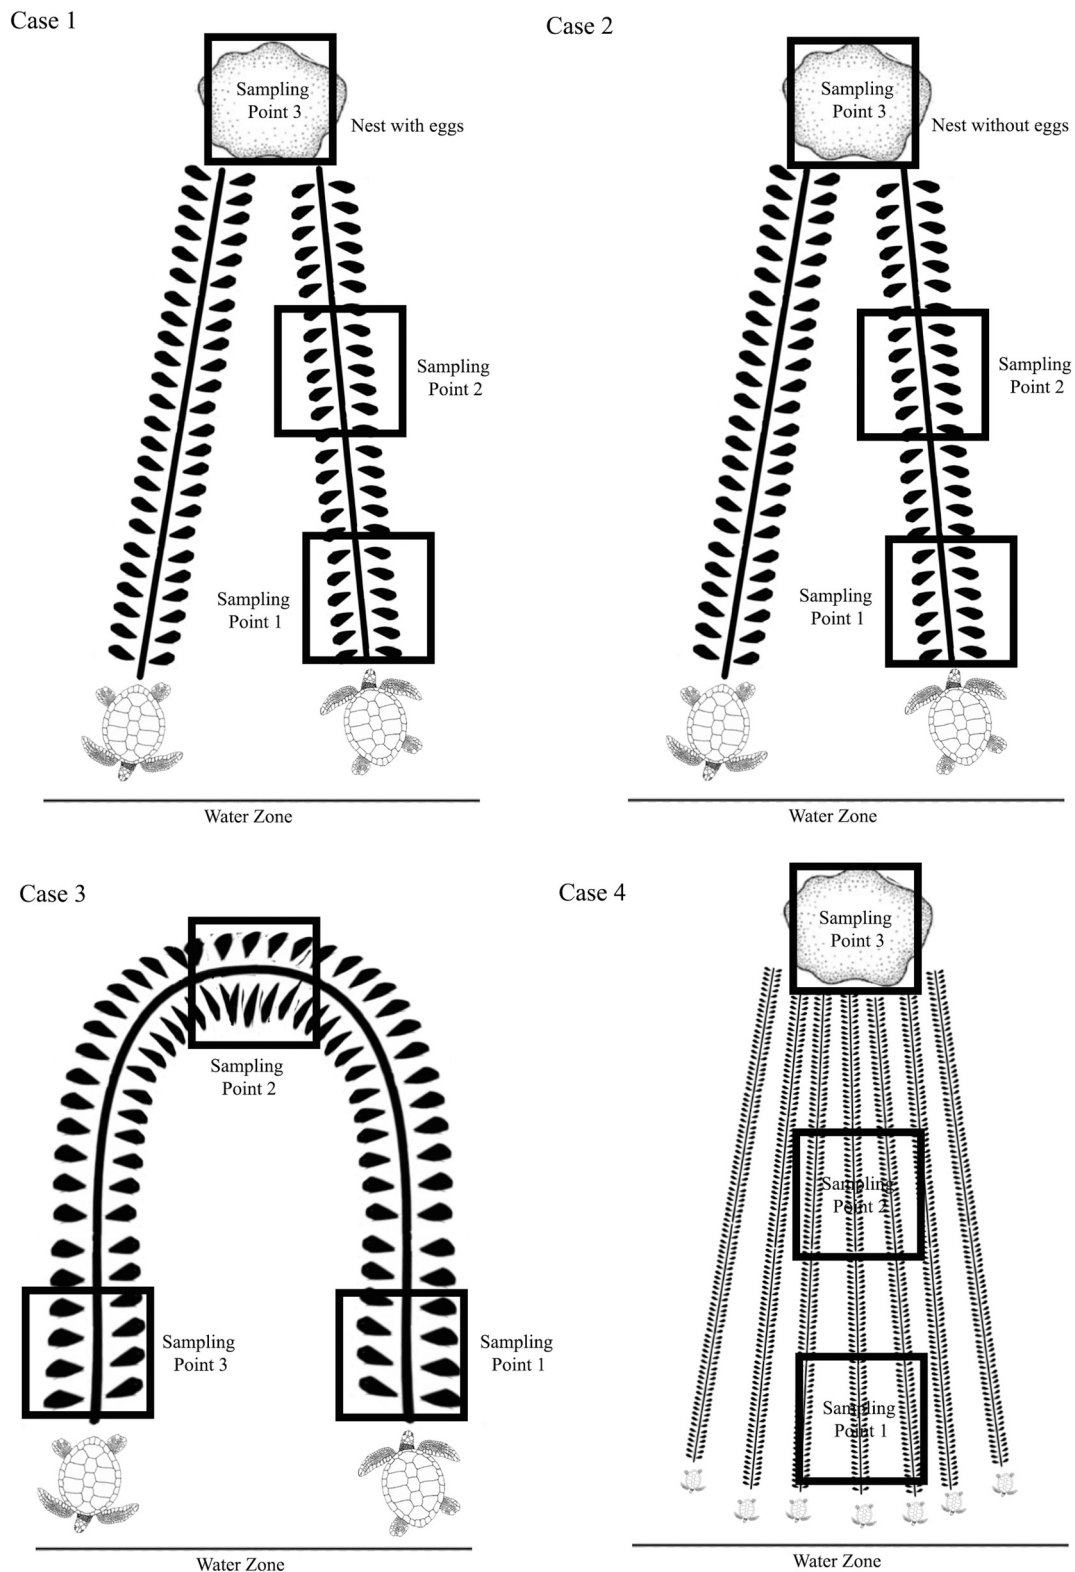 Case 1
Sampling
Point 3
Nest with eggs
Sampling
Point 2
Sampling
Point 1
Water Zone
Case 2
Sampling
Point 3
Nest without eggs
Sampling
Point 2
Sampling
Point 1
Water Zone
Case 3
Sampling
Point 2
Sampling
Point 3
Sampling
Point 1
Water Zone
Case 4
Sampling
Point 3
Sampling
Point 2
Sampling
Point 1
Water Zone